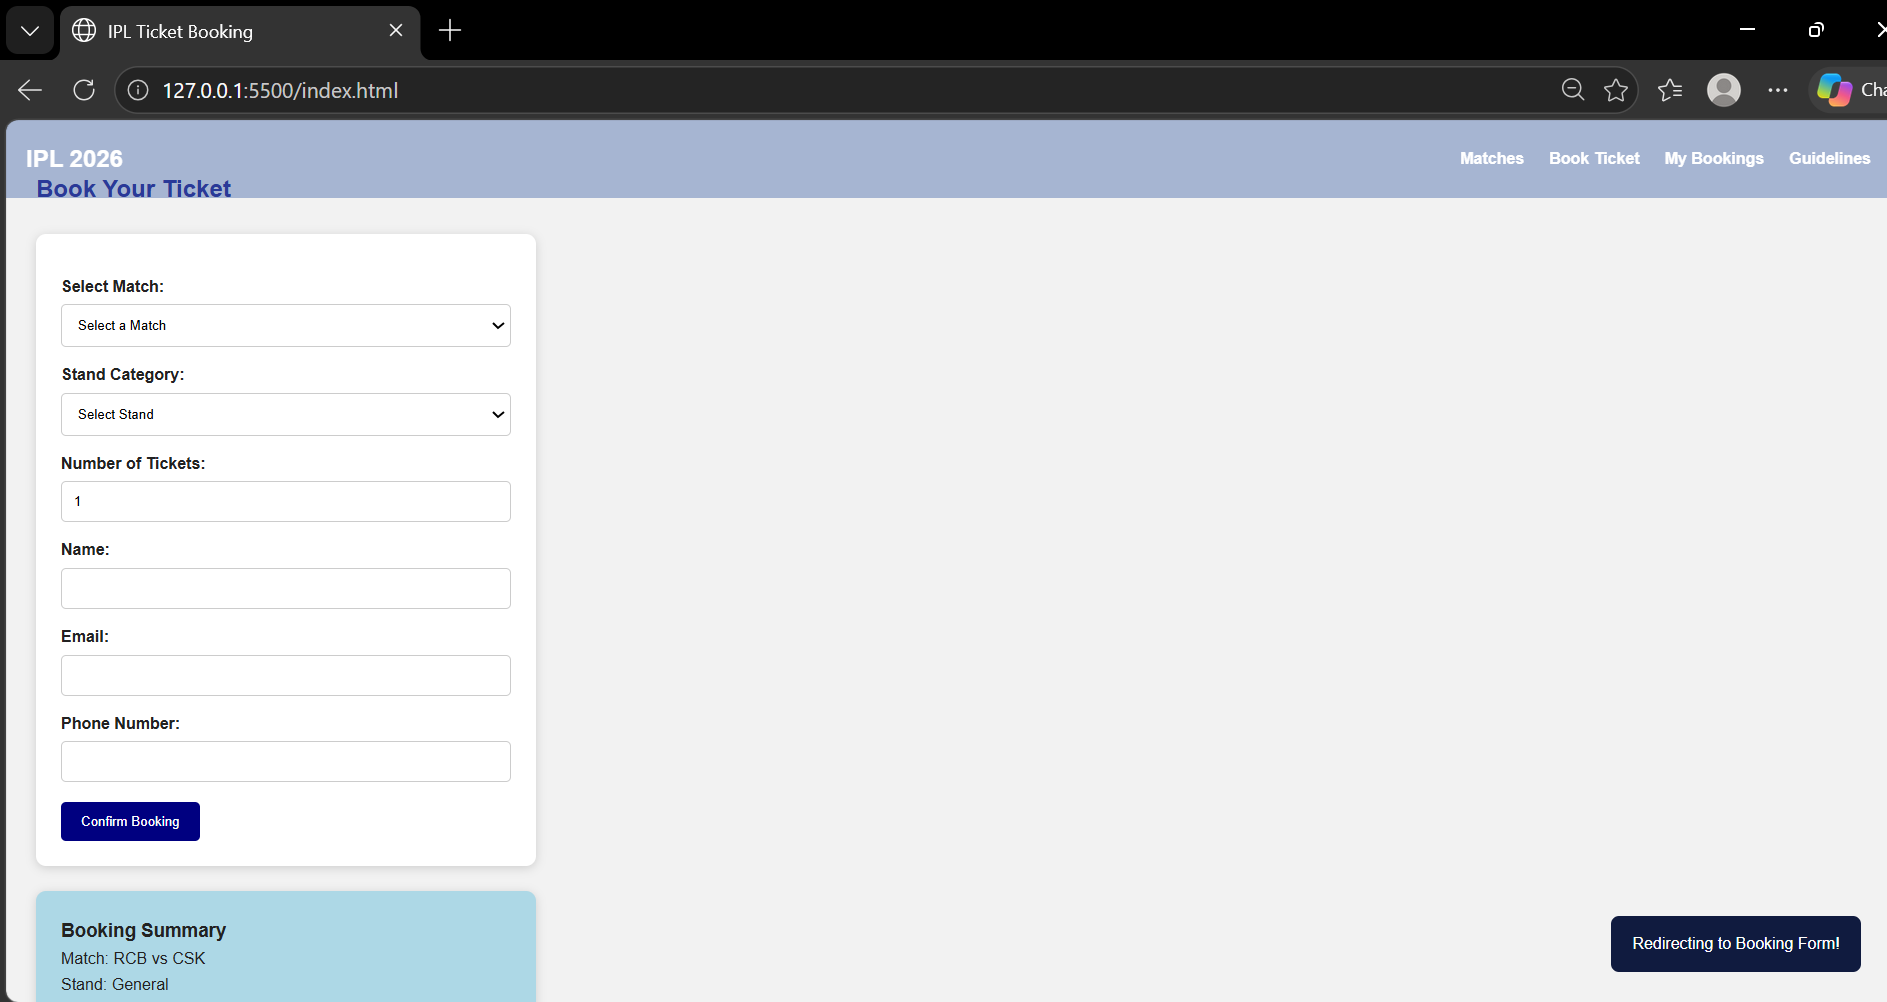 IPL Ticket Booking
127.0.0.1:5500/index.html
Cha
IPL 2026
Matches Book Ticket My Bookings Guidelines
Book Your Ticket
Select Match:
Select a Match
Stand Category:
Select Stand
Number of Tickets:
1
Name:
Email:
Phone Number:
Confirm Booking
Booking Summary
Match: RCB vs CSK
Stand: General
Redirecting to Booking Form!